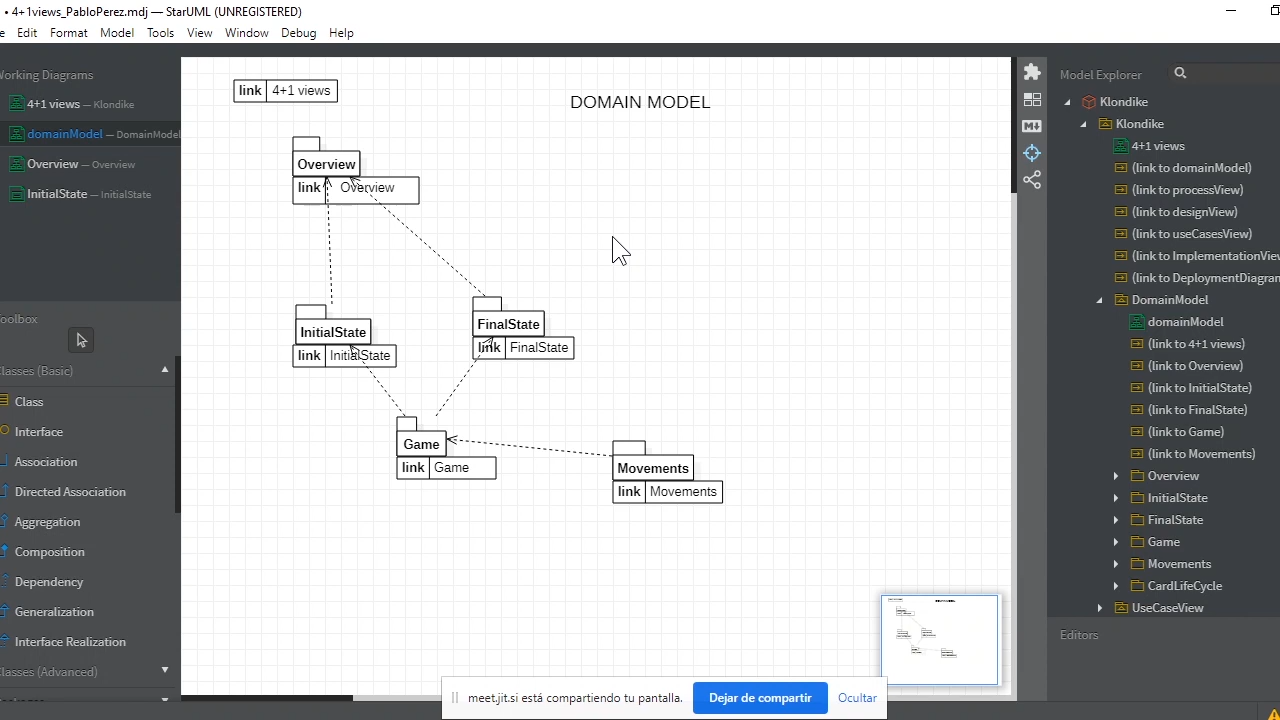 • 4+1views_PabloPerez.mdj — StarUML (UNREGISTERED)
e Edit Format Model Tools View Window Debug Help
Working Diagrams
4+1 views — Klondike
domainModel — DomainModel
Overview — Overview
InitialState — InitialState
Toolbox
Classes (Basic)
Class
Interface
Association
Directed Association
Aggregation
Composition
Dependency
Generalization
Interface Realization
Classes (Advanced)
link 4+1 views
DOMAIN MODEL
Overview
link Overview
InitialState
link InitialState
FinalState
link FinalState
Game
link Game
Movements
link Movements
Model Explorer
Klondike
Klondike
4+1 views
(link to domainModel)
(link to processView)
(link to designView)
(link to useCasesView)
(link to ImplementationView
(link to DeploymentDiagran
DomainModel
domainModel
(link to 4+1 views)
(link to Overview)
(link to InitialState)
(link to FinalState)
(link to Game)
(link to Movements)
Overview
InitialState
FinalState
Game
Movements
CardLifeCycle
UseCaseView
Editors
meet.jit.si está compartiendo tu pantalla. Dejar de compartir Ocultar